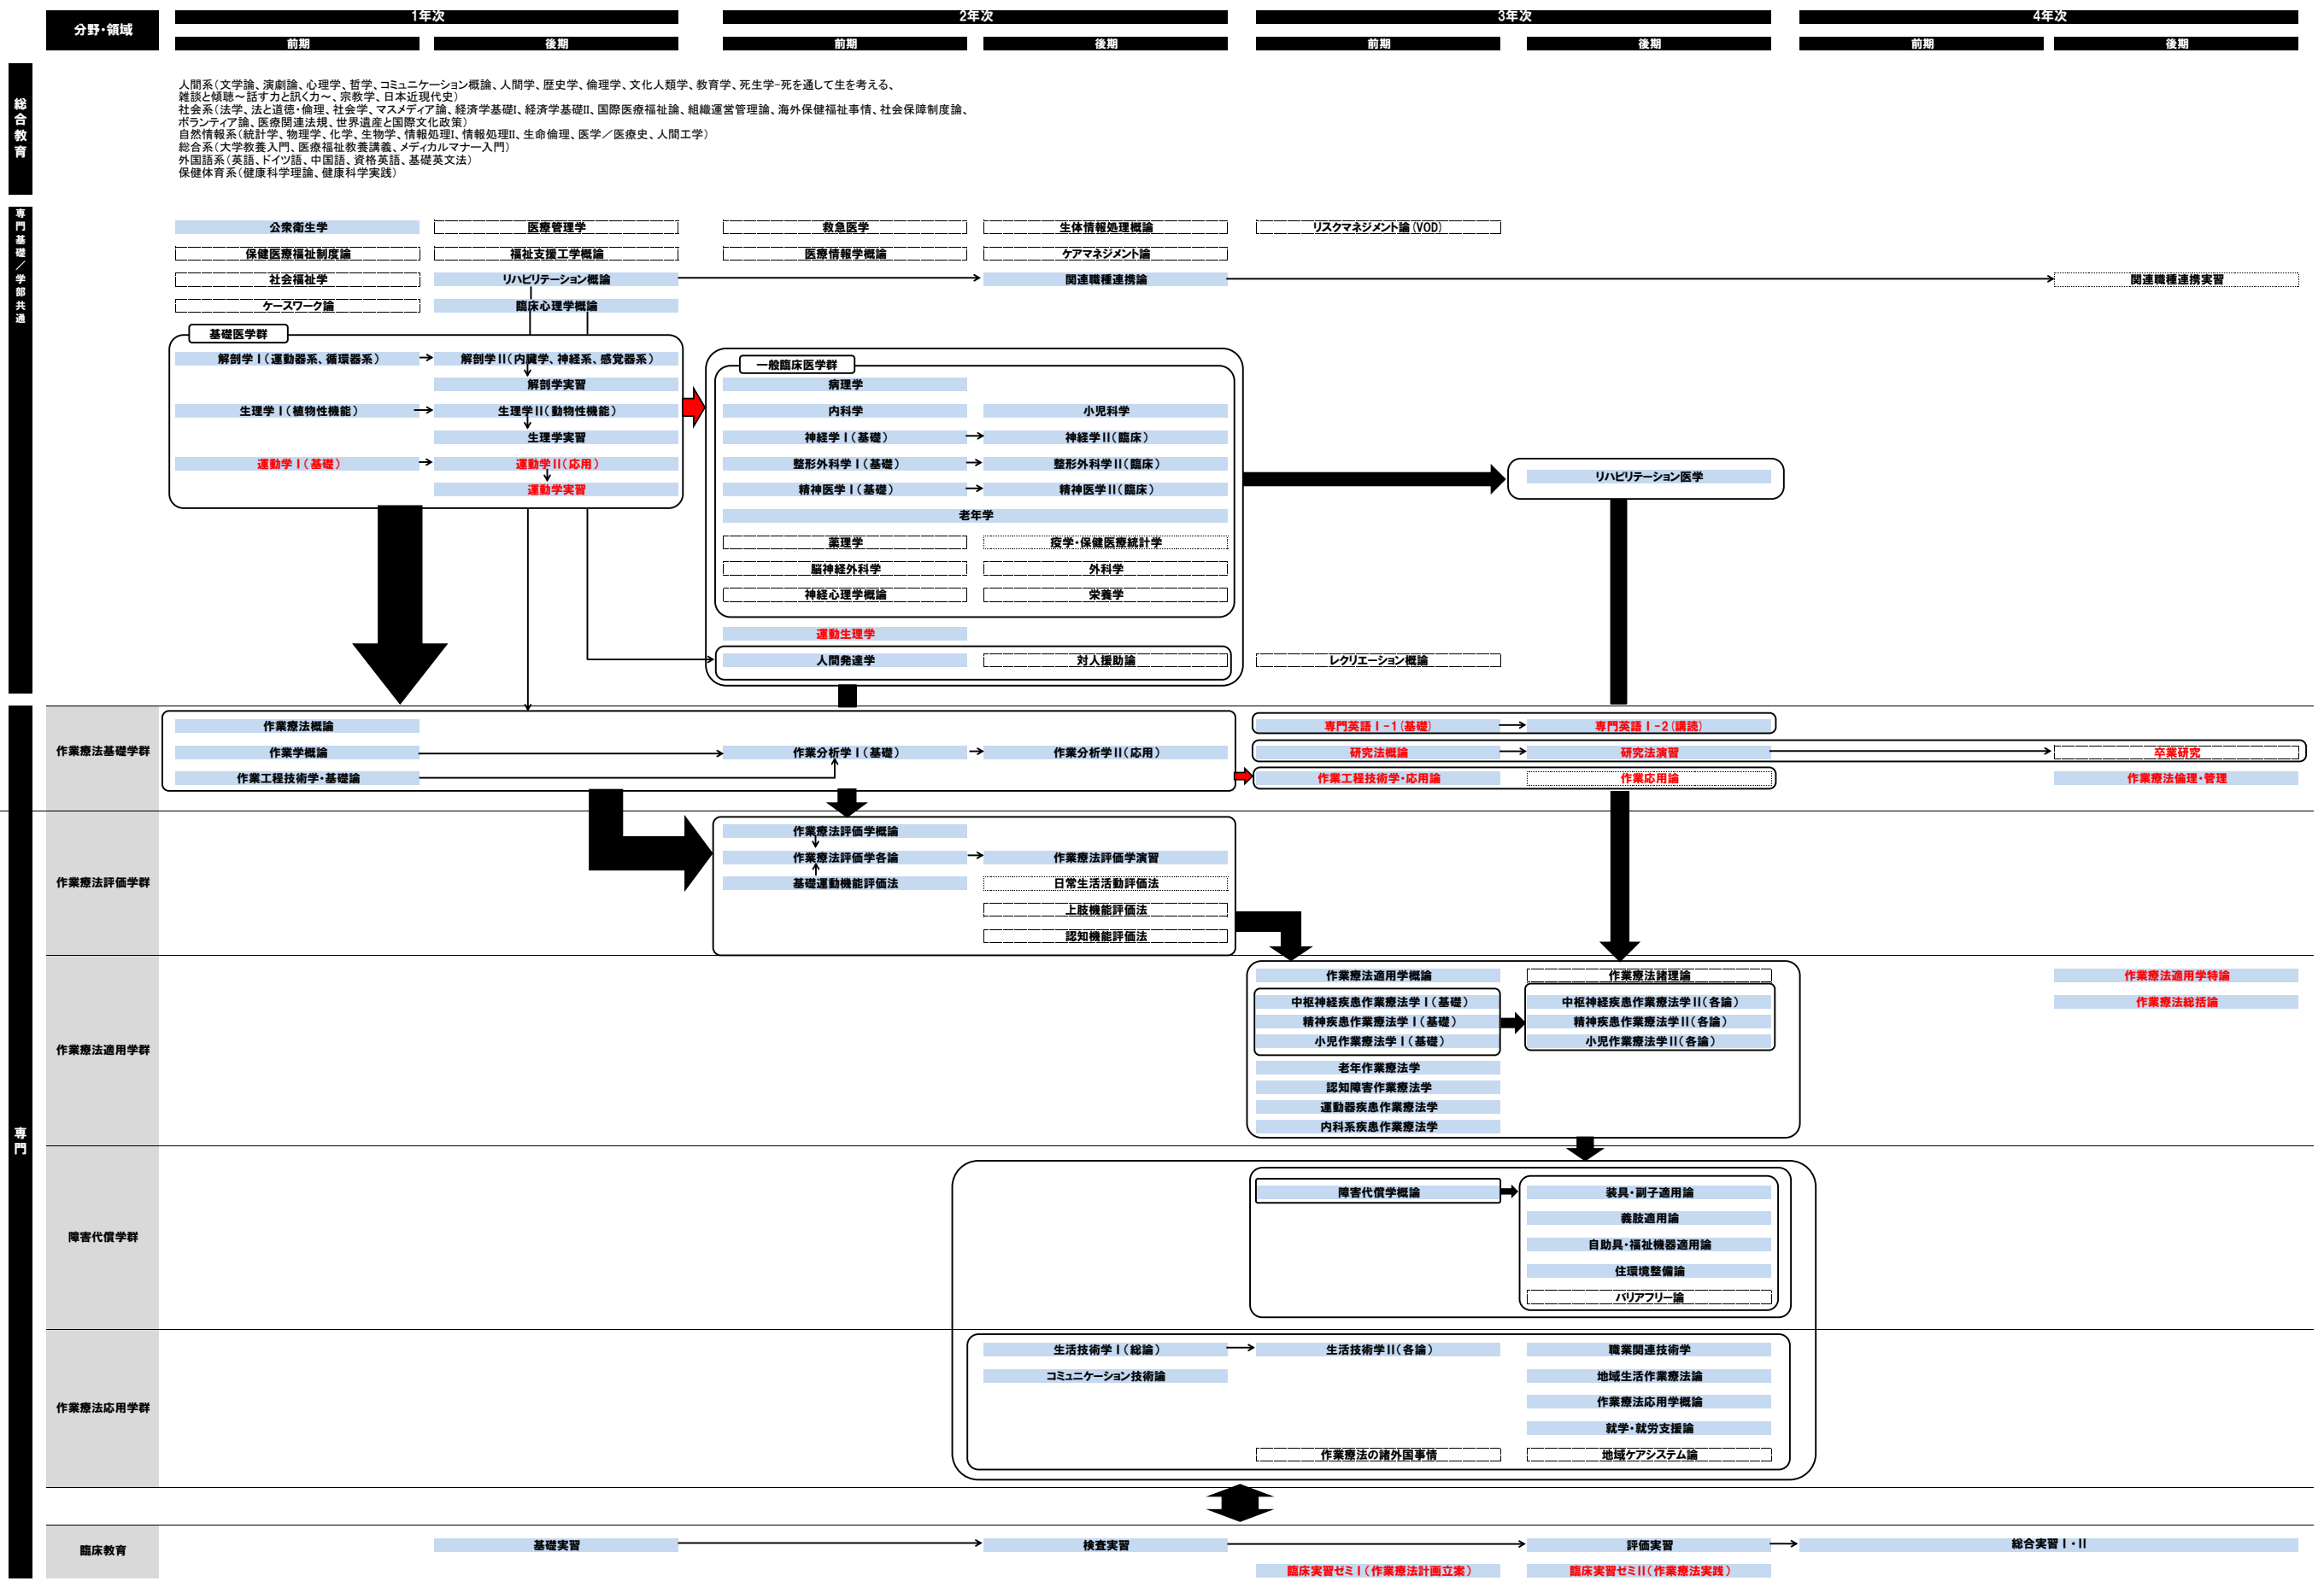 分野・領域
1年次
2年次
3年次
4年次
前期
後期
前期
後期
前期
後期
前期
後期
総合教育
人間系(文学論、演劇論、心理学、哲学、コミュニケーション概論、人間学、歴史学、倫理学、文化人類学、教育学、死生学-死を通して生を考える、
雑談と傾聴～話す力と訊く力～、宗教学、日本近現代史)
社会系(法学、法と道徳・倫理、社会学、マスメディア論、経済学基礎I、経済学基礎II、国際医療福祉論、組織運営管理論、海外保健福祉事情、社会保障制度論、
ボランティア論、医療関連法規、世界遺産と国際文化政策)
自然情報系(統計学、物理学、化学、生物学、情報処理I、情報処理II、生命倫理、医学／医療史、人間工学)
総合系(大学教養入門、医療福祉教養講義、メディカルマナー入門)
外国語系(英語、ドイツ語、中国語、資格英語、基礎英文法)
保健体育系(健康科学理論、健康科学実践)
専門基礎／学部共通
公衆衛生学
医療管理学
救急医学
生体情報処理概論
リスクマネジメント論(VOD)
保健医療福祉制度論
福祉支援工学概論
医療情報学概論
ケアマネジメント論
社会福祉学
リハビリテーション概論
関連職種連携論
関連職種連携実習
ケースワーク論
臨床心理学概論
基礎医学群
解剖学Ⅰ(運動器系、循環器系)
解剖学II(内臓学、神経系、感覚器系)
解剖学実習
生理学Ⅰ(植物性機能)
生理学II(動物性機能)
生理学実習
運動学Ⅰ(基礎)
運動学II(応用)
運動学実習
一般臨床医学群
病理学
内科学
小児科学
神経学Ⅰ(基礎)
神経学II(臨床)
整形外科学Ⅰ(基礎)
整形外科学II(臨床)
精神医学Ⅰ(基礎)
精神医学II(臨床)
老年学
薬理学
疫学・保健医療統計学
脳神経外科学
外科学
神経心理学概論
栄養学
リハビリテーション医学
運動生理学
人間発達学
対人援助論
レクリエーション概論
専門
作業療法基礎学群
作業療法概論
専門英語Ⅰ-1(基礎)
専門英語Ⅰ-2(講読)
作業学概論
作業分析学Ⅰ(基礎)
作業分析学II(応用)
研究法概論
研究法演習
卒業研究
作業工程技術学・基礎論
作業工程技術学・応用論
作業応用論
作業療法倫理・管理
作業療法評価学群
作業療法評価学概論
作業療法評価学各論
作業療法評価学演習
基礎運動機能評価法
日常生活活動評価法
上肢機能評価法
認知機能評価法
作業療法適用学群
作業療法適用学概論
作業療法諸理論
作業療法適用学特論
中枢神経疾患作業療法学Ⅰ(基礎)
中枢神経疾患作業療法学II(各論)
作業療法総括論
精神疾患作業療法学Ⅰ(基礎)
精神疾患作業療法学II(各論)
小児作業療法学Ⅰ(基礎)
小児作業療法学II(各論)
老年作業療法学
認知障害作業療法学
運動器疾患作業療法学
内科系疾患作業療法学
障害代償学群
障害代償学概論
装具・副子適用論
義肢適用論
自助具・福祉機器適用論
住環境整備論
バリアフリー論
作業療法応用学群
生活技術学Ⅰ(総論)
生活技術学II(各論)
職業関連技術学
コミュニケーション技術論
地域生活作業療法論
作業療法応用学概論
就学・就労支援論
作業療法の諸外国事情
地域ケアシステム論
臨床教育
基礎実習
検査実習
評価実習
総合実習Ⅰ・II
臨床実習ゼミⅠ(作業療法計画立案)
臨床実習ゼミII(作業療法実践)